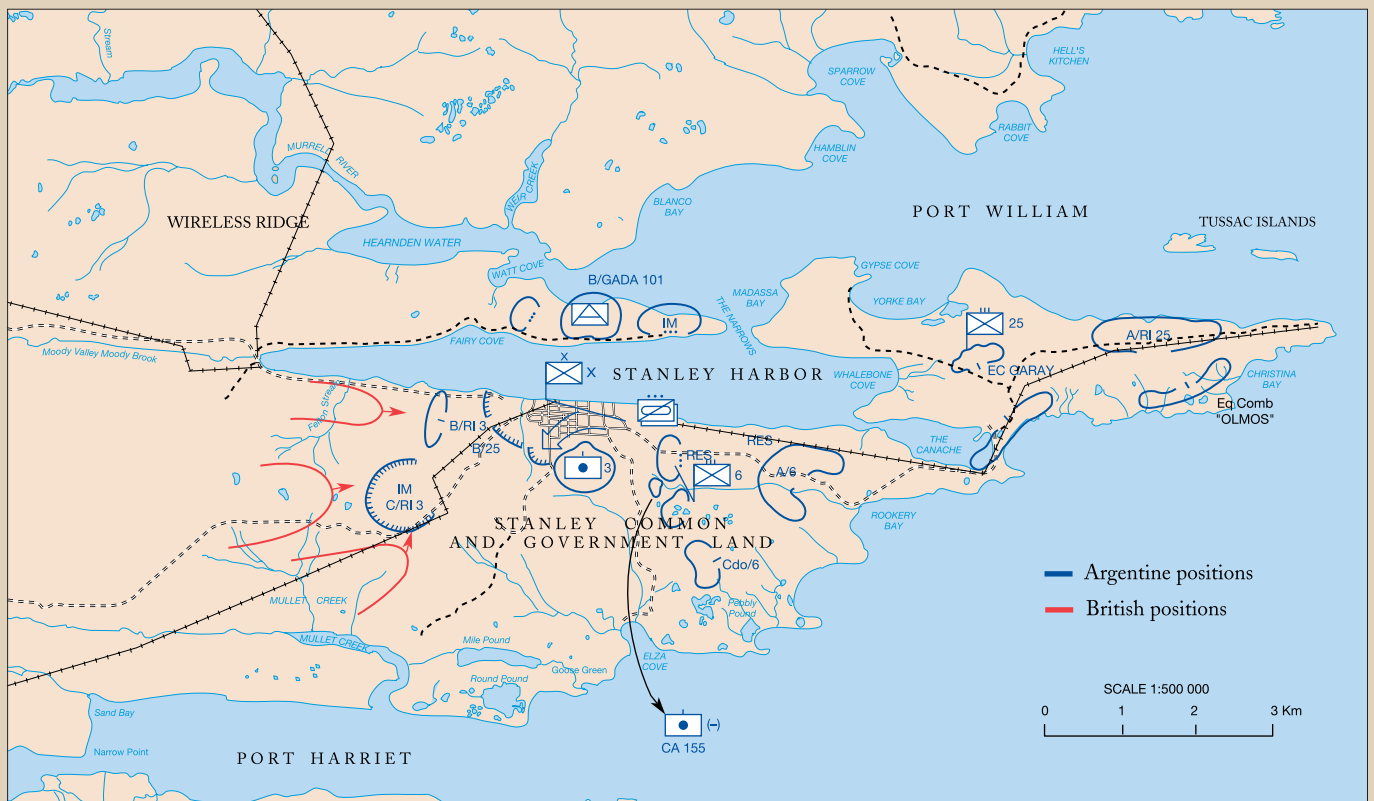 Stream
HELL'S
KITCHEN
SPARROW
COVE
RABBIT
COVE
HAMBLIN
COVE
MURRELL RIVER
WEIR CREEK
BLANCO
BAY
WIRELESS RIDGE
HEARNDEN WATER
PORT WILLIAM
TUSSAC ISLANDS
WATT COVE
GYPSE COVE
B/GADA 101
MADASSA
BAY
YORKE BAY
THE NARROWS
IM
25
A/RI 25
FAIRY COVE
Moody Valley Moody Brook
X
X
STANLEY HARBOR
WHALEBONE
COVE
EC GARAY
CHRISTINA
BAY
Felton Stream
Eq Comb
"OLMOS"
B/RI 3
B/25
RES
RES
THE
CANACHE
3
6
A/6
IM
C/RI 3
STANLEY COMMON
AND GOVERNMENT LAND
ROOKERY
BAY
Cdo/6
Argentine positions
British positions
MULLET CREEK
Pebbly
Pound
MULLET CREEK
Mile Pound
Goose Green
ELZA
COVE
Round Pound
SCALE 1:500 000
0 1 2 3 Km
Sand Bay
(–)
CA 155
Narrow Point
PORT HARRIET